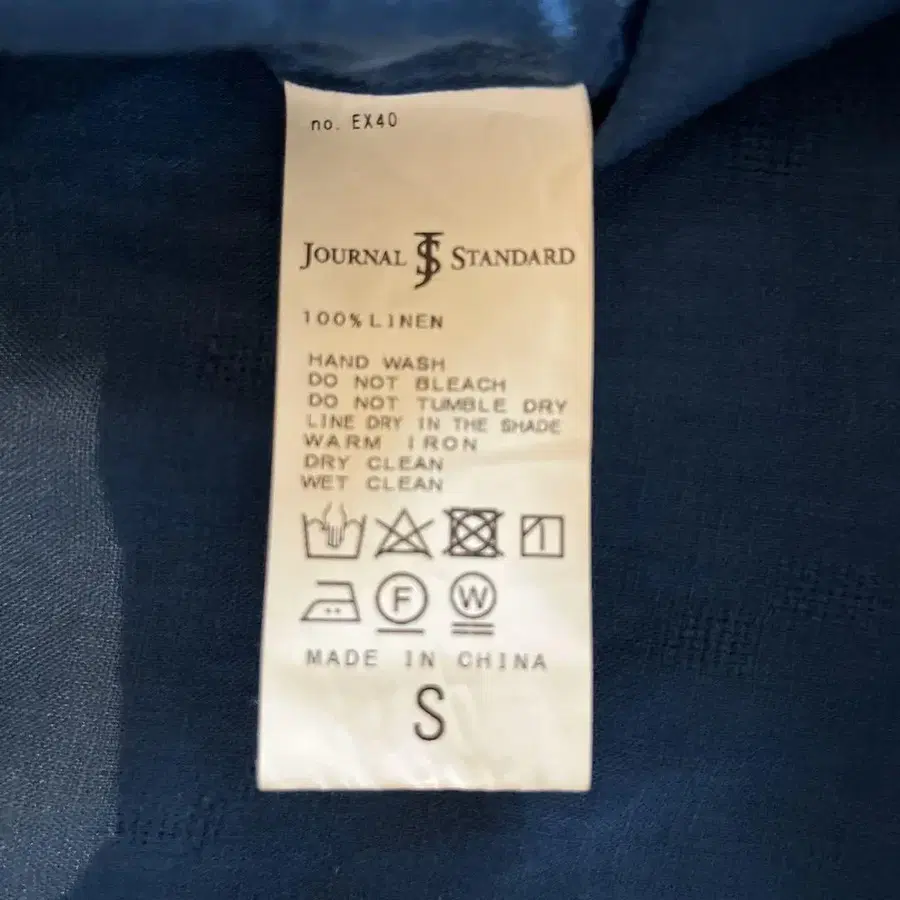 no. EX40
JOURNAL JS STANDARD
100% LINEN
HAND WASH
DO NOT BLEACH
DO NOT TUMBLE DRY
LINE DRY IN THE SHADE
WARM IRON
DRY CLEAN
WET CLEAN
F W
MADE IN CHINA
S